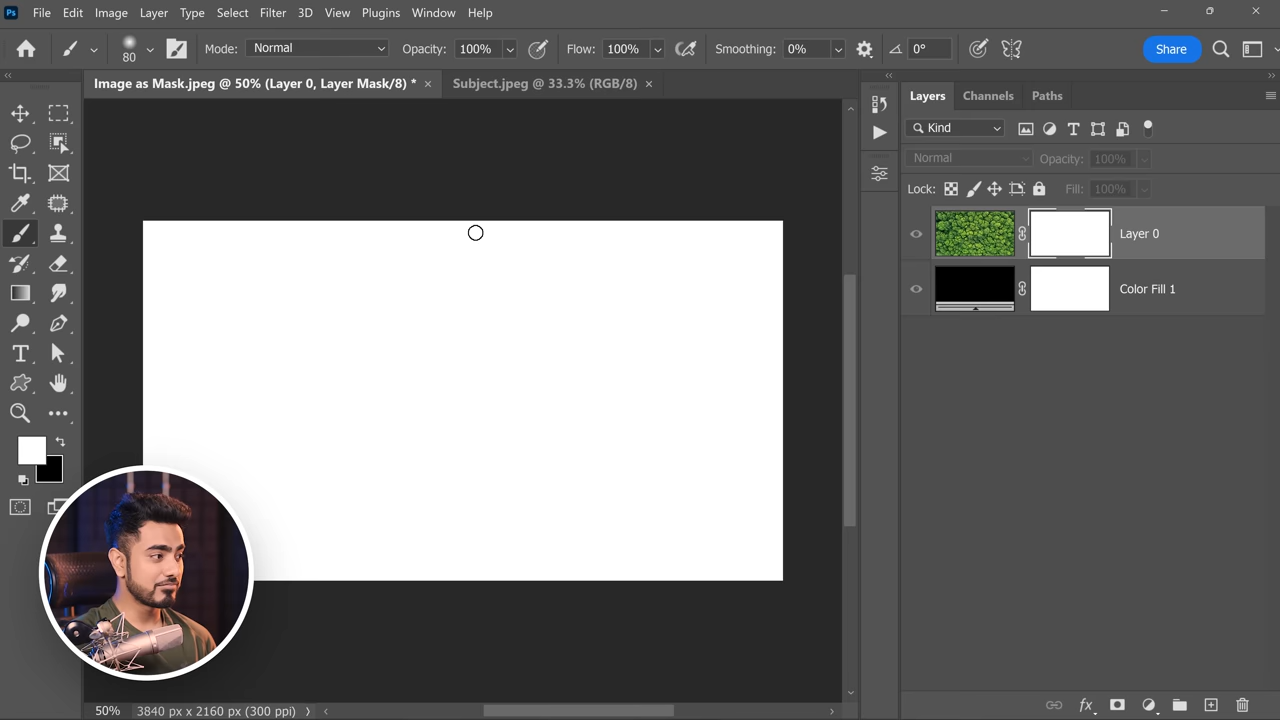 Ps File Edit Image Layer Type Select Filter 3D View Plugins Window Help
80 Mode: Normal Opacity: 100% Flow: 100% Smoothing: 0% 0° Share
Image as Mask.jpeg @ 50% (Layer 0, Layer Mask/8) * × Subject.jpeg @ 33.3% (RGB/8) ×
Layers Channels Paths
Kind
Normal Opacity: 100%
Lock: Fill: 100%
Layer 0
Color Fill 1
50% 3840 px x 2160 px (300 ppi)
fx